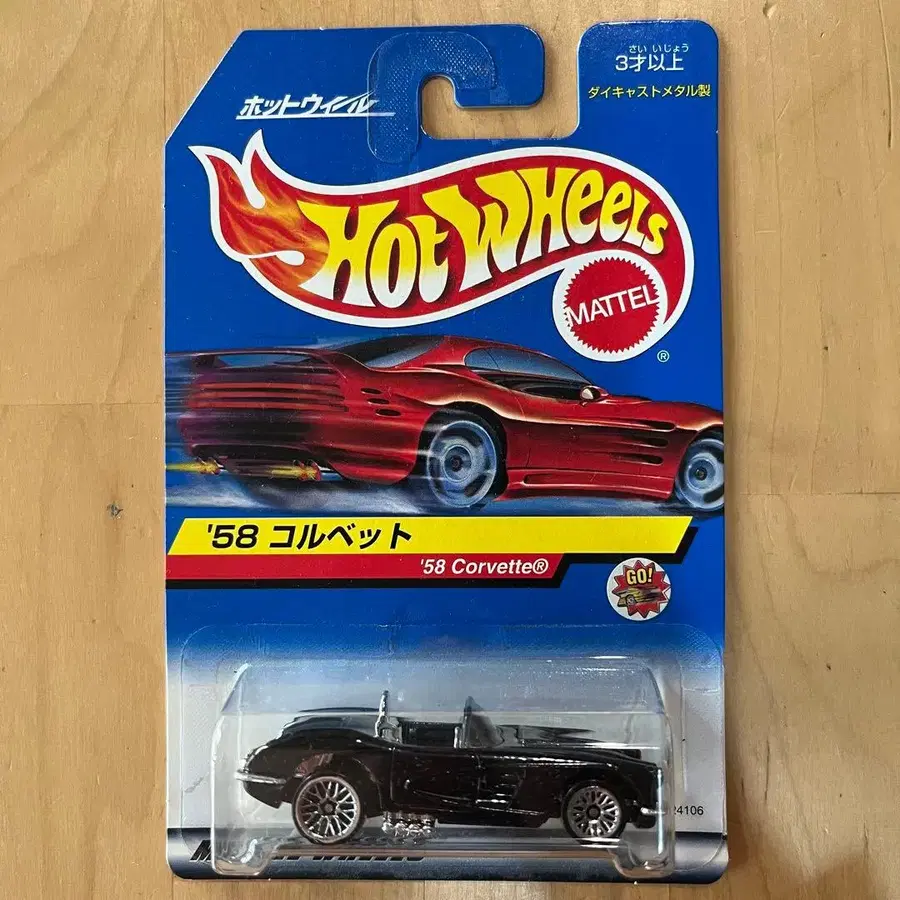 さい いじょう
3才以上
ダイキャストメタル製
ホットウィール
HOT WHEELS
MATTEL
®
'58 コルベット
'58 Corvette®
GO!
24106